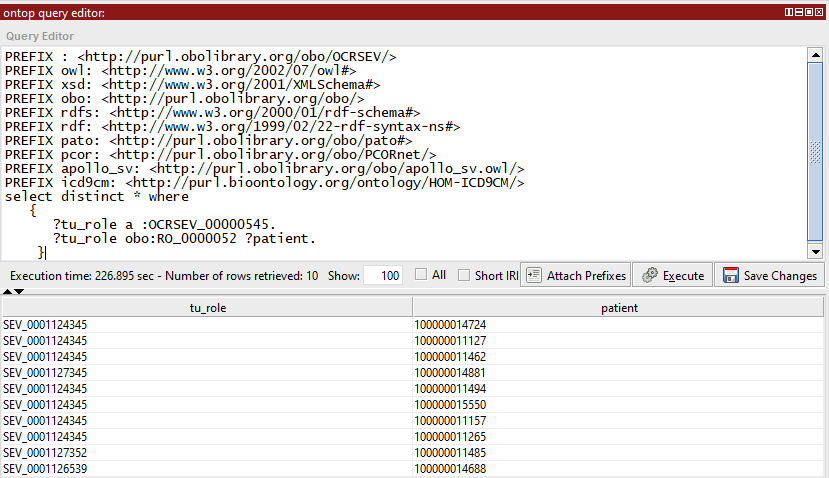 ontop query editor:
Query Editor
PREFIX : <http://purl.obolibrary.org/obo/OCRSEV/>
PREFIX owl: <http://www.w3.org/2002/07/owl#>
PREFIX xsd: <http://www.w3.org/2001/XMLSchema#>
PREFIX obo: <http://purl.obolibrary.org/obo/>
PREFIX rdfs: <http://www.w3.org/2000/01/rdf-schema#>
PREFIX rdf: <http://www.w3.org/1999/02/22-rdf-syntax-ns#>
PREFIX pato: <http://purl.obolibrary.org/obo/pato#>
PREFIX pcor: <http://purl.obolibrary.org/obo/PCORnet/>
PREFIX apollo_sv: <http://purl.obolibrary.org/obo/apollo_sv.owl/>
PREFIX icd9cm: <http://purl.bioontology.org/ontology/HOM-ICD9CM/>
select distinct * where
{
?tu_role a :OCRSEV_00000545.
?tu_role obo:RO_0000052 ?patient.
}
Execution time: 226.895 sec - Number of rows retrieved: 10 Show: 100 All Short IRI Attach Prefixes Execute Save Changes
tu_role patient
SEV_0001124345 100000014724
SEV_0001124345 100000011127
SEV_0001124345 100000011462
SEV_0001127345 100000014881
SEV_0001124345 100000011494
SEV_0001124345 100000015550
SEV_0001124345 100000011157
SEV_0001124345 100000011265
SEV_0001127352 100000011485
SEV_0001126539 100000014688